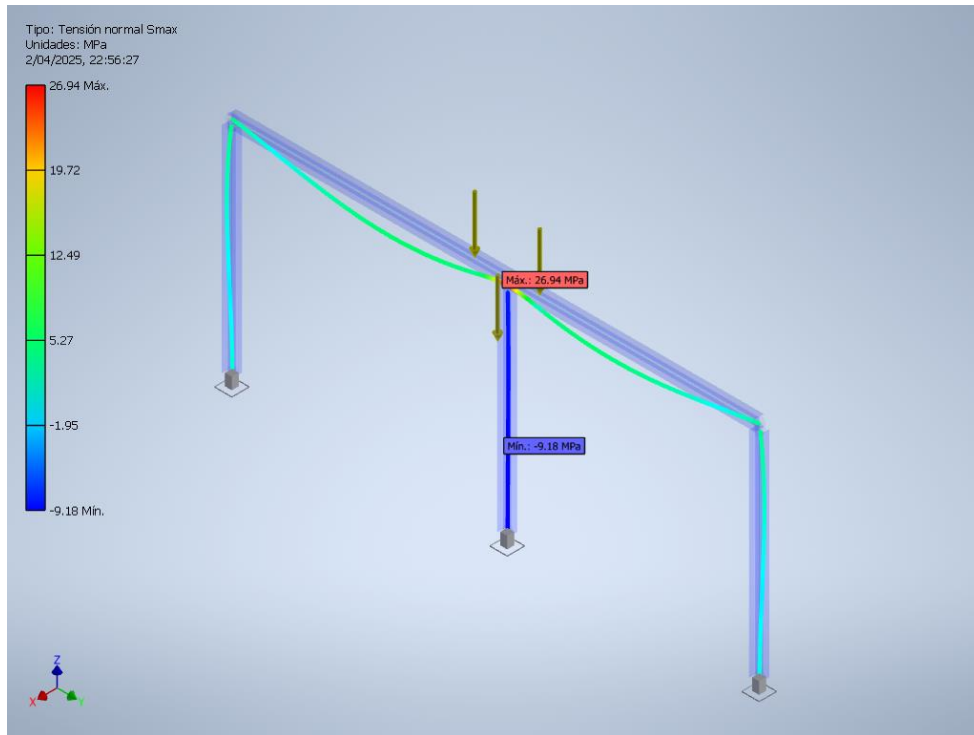 Tipo: Tensión normal Smax
Unidades: MPa
2/04/2025, 22:56:27
26.94 Máx.
19.72
12.49
5.27
-1.95
-9.18 Mín.
Máx.: 26.94 MPa
Mín.: -9.18 MPa
Z
X
Y